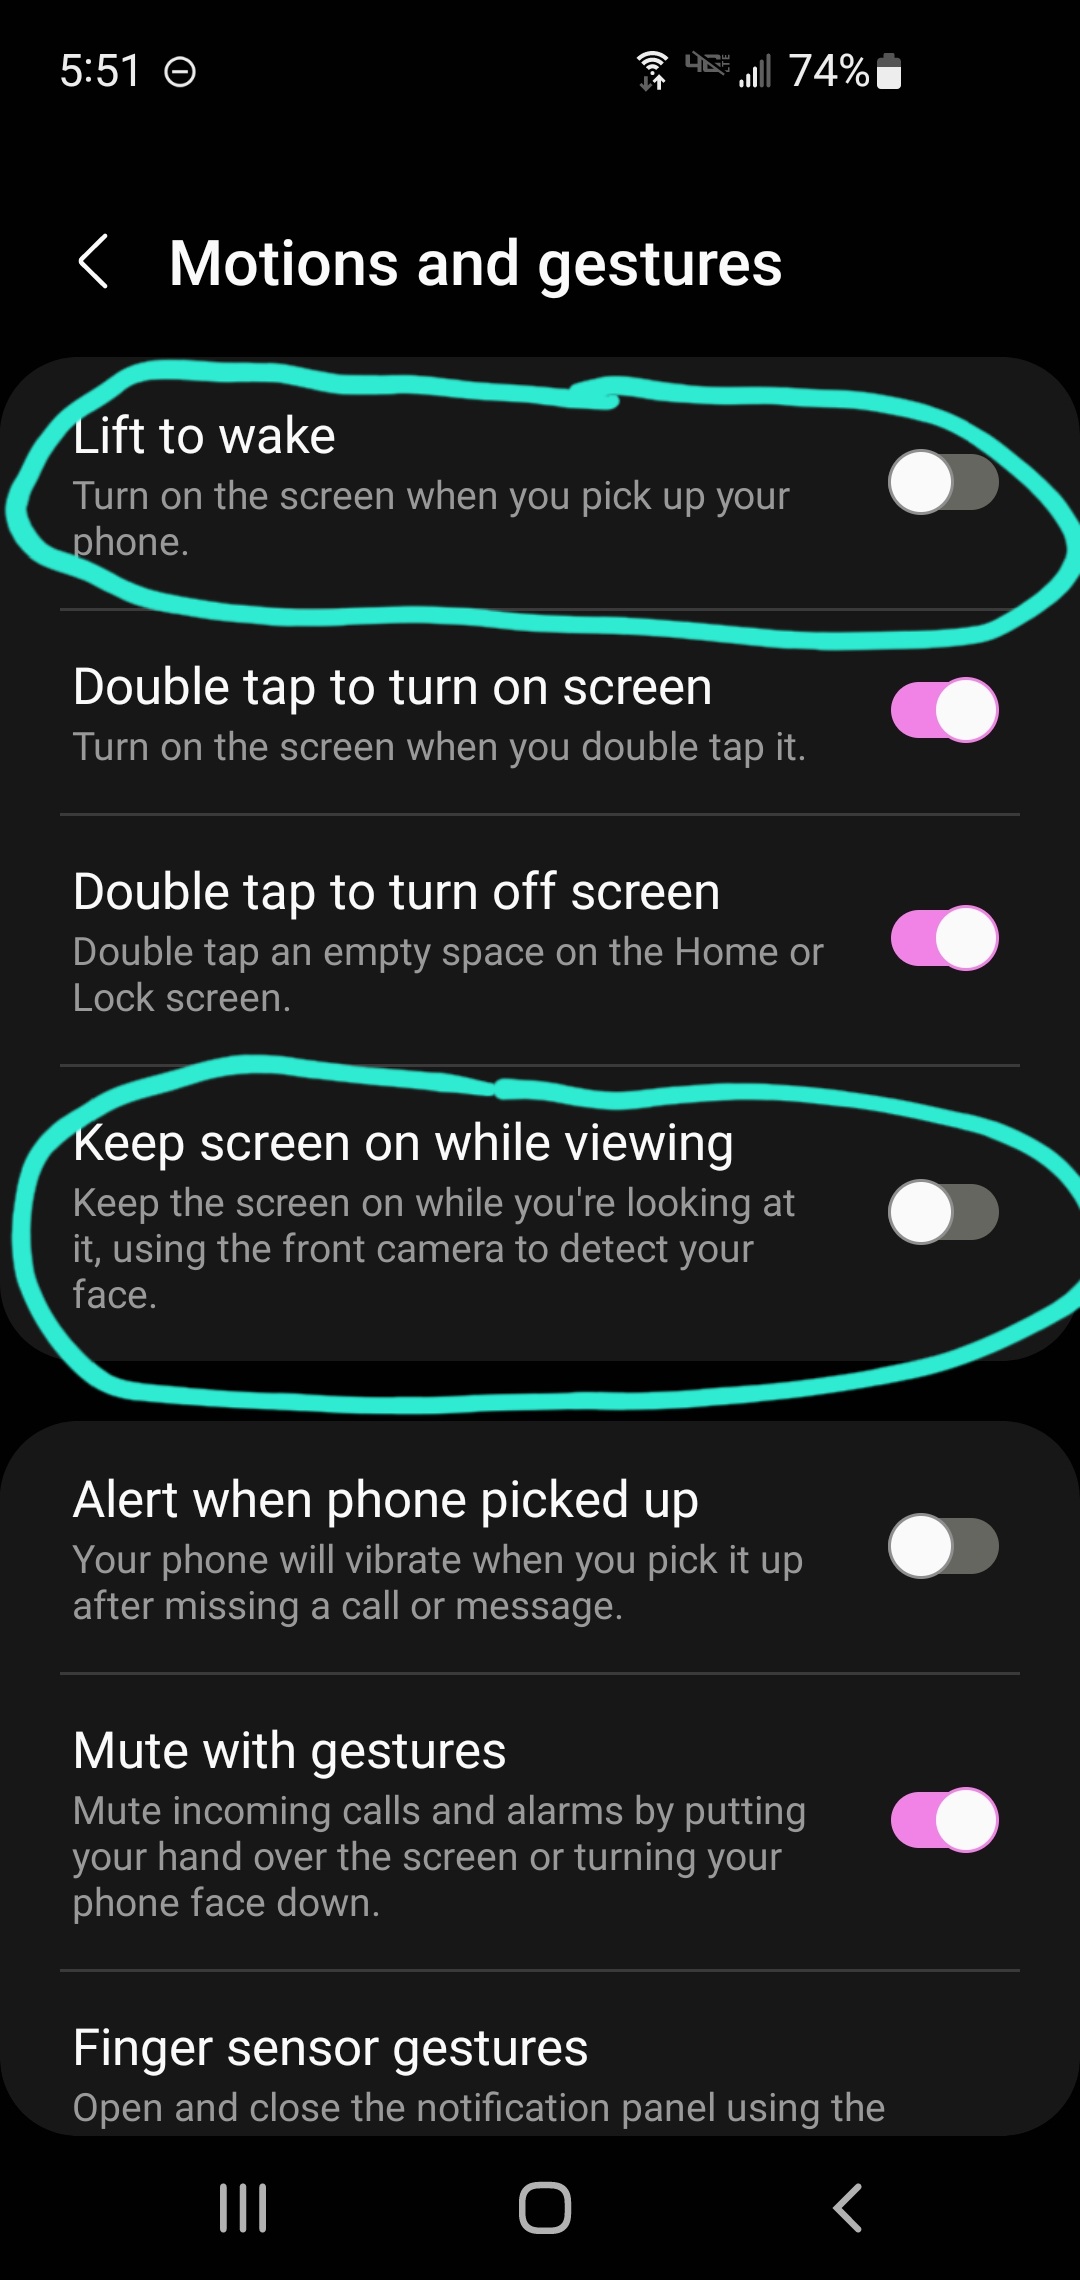 5:51 4G LTE 74%
Motions and gestures
Lift to wake
Turn on the screen when you pick up your
phone.
Double tap to turn on screen
Turn on the screen when you double tap it.
Double tap to turn off screen
Double tap an empty space on the Home or
Lock screen.
Keep screen on while viewing
Keep the screen on while you're looking at
it, using the front camera to detect your
face.
Alert when phone picked up
Your phone will vibrate when you pick it up
after missing a call or message.
Mute with gestures
Mute incoming calls and alarms by putting
your hand over the screen or turning your
phone face down.
Finger sensor gestures
Open and close the notification panel using the